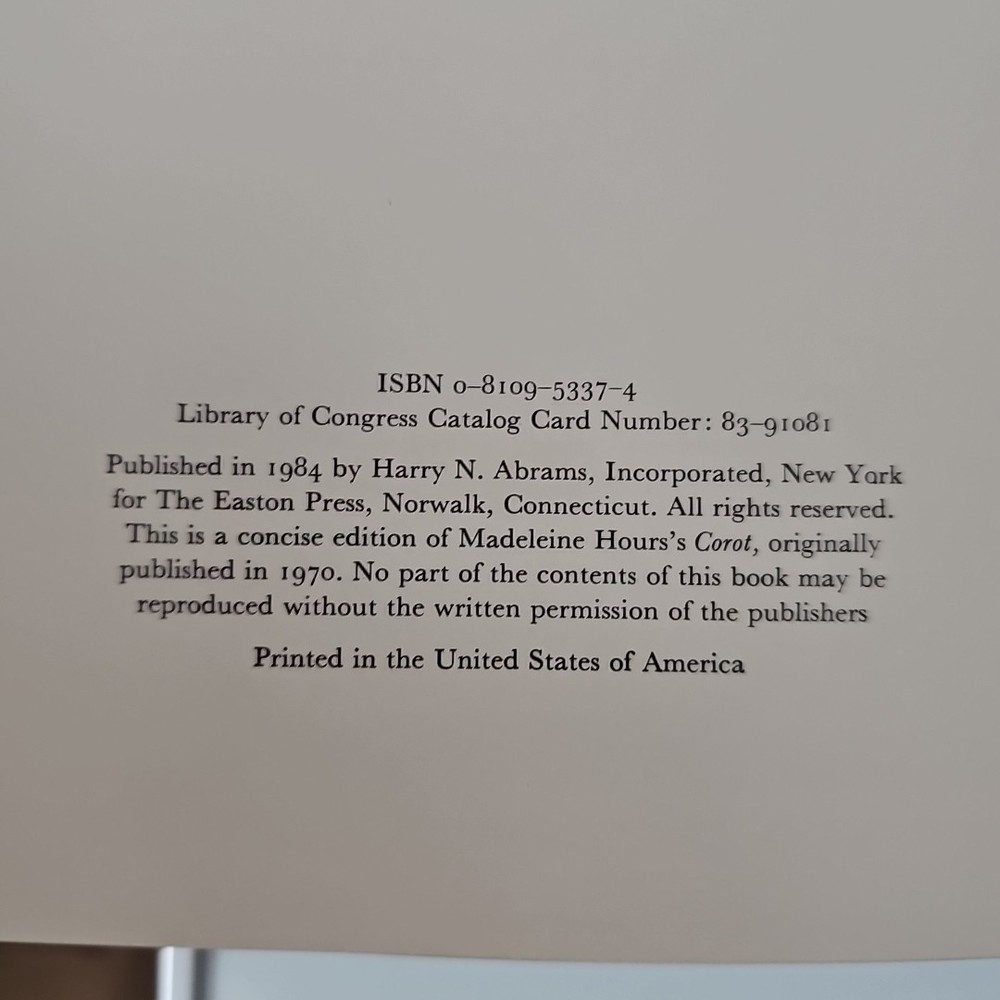 ISBN 0–8109–5337–4
Library of Congress Catalog Card Number: 83–91081
Published in 1984 by Harry N. Abrams, Incorporated, New York
for The Easton Press, Norwalk, Connecticut. All rights reserved.
This is a concise edition of Madeleine Hours's Corot, originally
published in 1970. No part of the contents of this book may be
reproduced without the written permission of the publishers
Printed in the United States of America